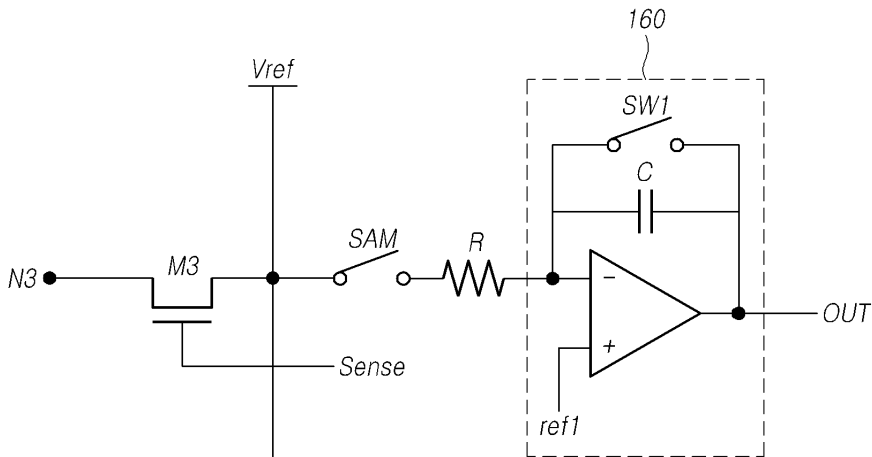 160
Vref
SW1
C
SAM
R
N3
M3
−
+
OUT
Sense
ref1